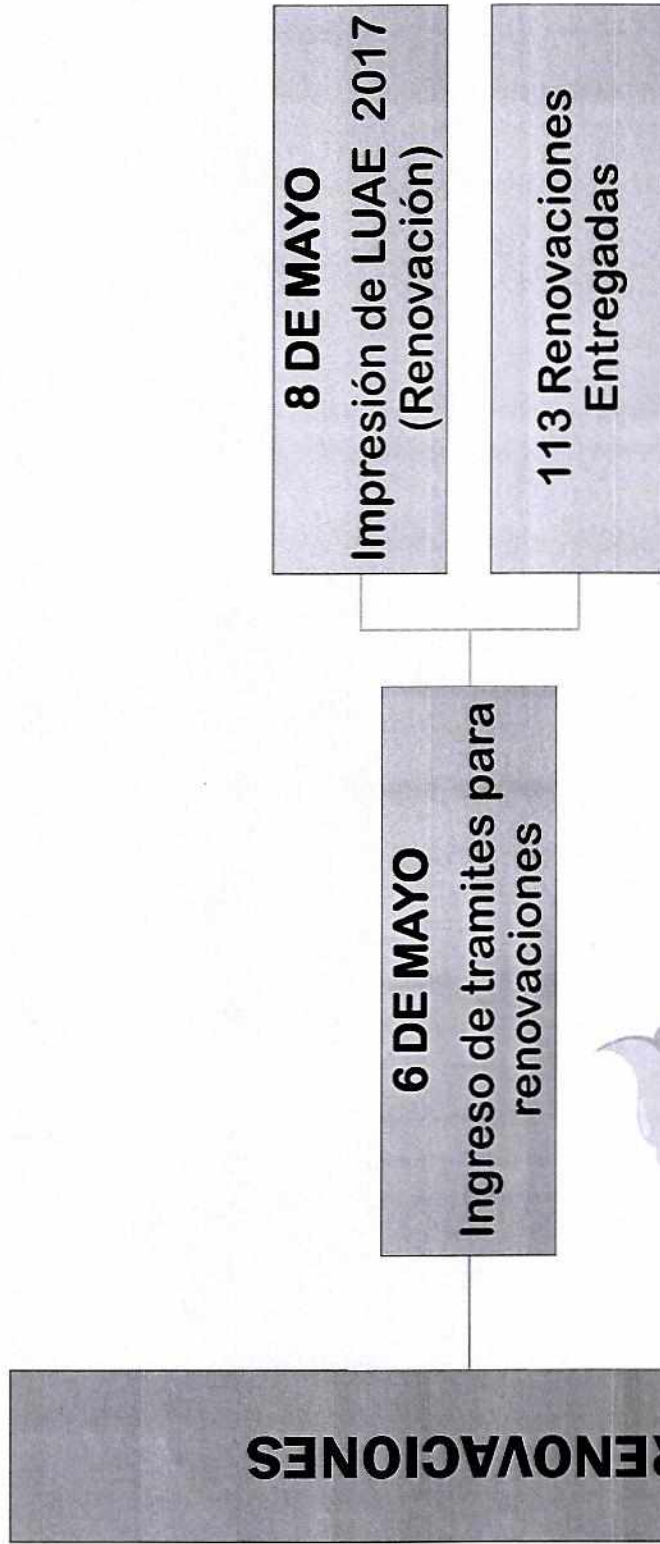 RENOVACIONES
6 DE MAYO
Ingreso de tramites para
renovaciones
8 DE MAYO
Impresión de LUAE 2017
(Renovación)
113 Renovaciones
Entregadas